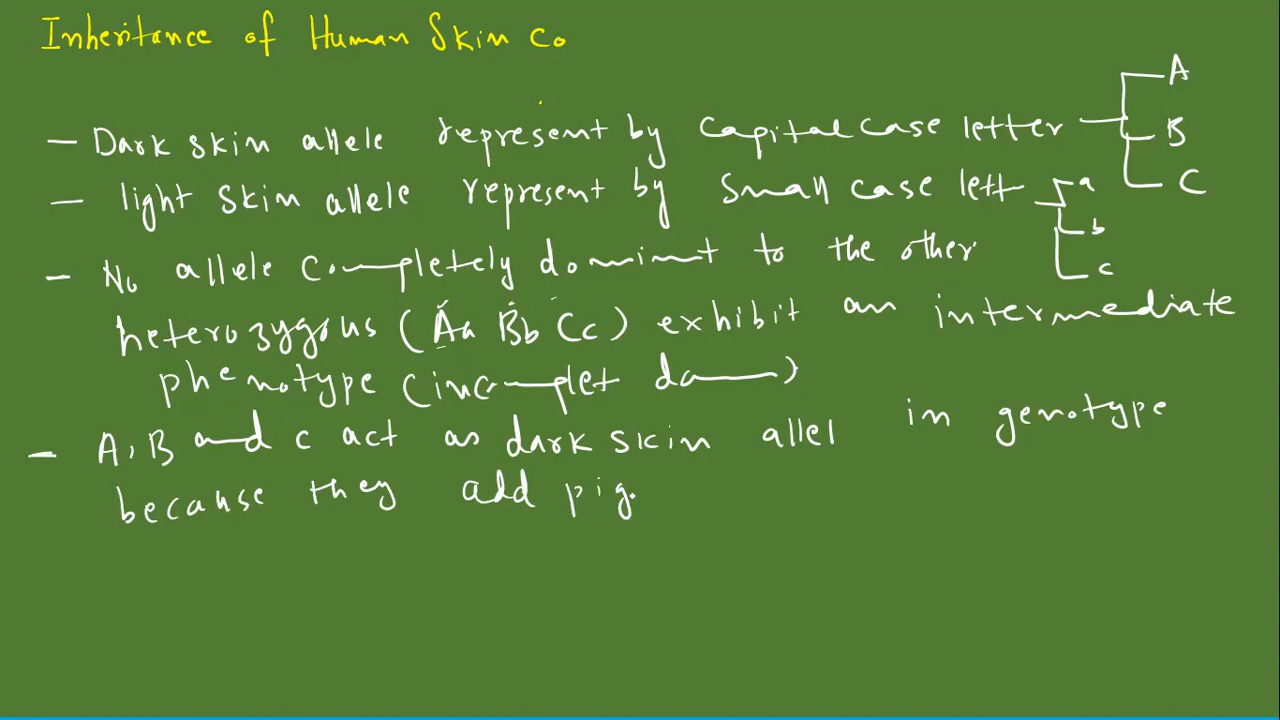 Inheritance of Human Skin Co
— Dark skin allele represent by capital case letter A
B
— light skin allele represent by small case lett a
C
b
— No allele completely dominant to the other
c
heterozygous (Aa Bb Cc) exhibit an intermediate
phenotype (incomplet dom)
— A, B and c act as dark skin allel in genotype
because they add pig